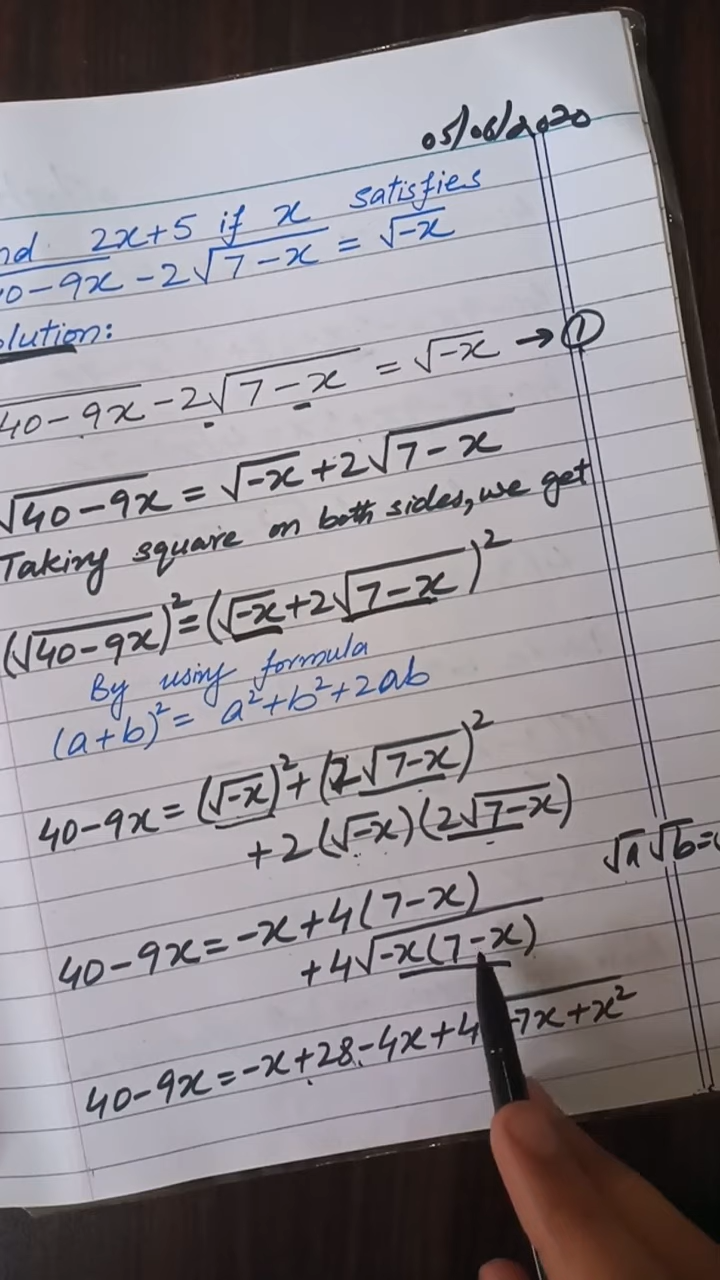 05/06/2020
nd 2x+5 if x satisfies
40-9x - 2√7-x = √-x
olution:
40-9x - 2√7-x = √-x → ①
√40-9x = √-x + 2√7-x
Taking square on both sides, we get
(√40-9x)² = (√-x + 2√7-x)²
By using formula
(a+b)² = a²+b²+2ab
40-9x = (√-x)² + (2√7-x)²
+2(√-x)(2√7-x)
√a √b =
40-9x = -x+4(7-x)
+4√-x(7-x)
40-9x = -x+28-4x+4 -7x+x²